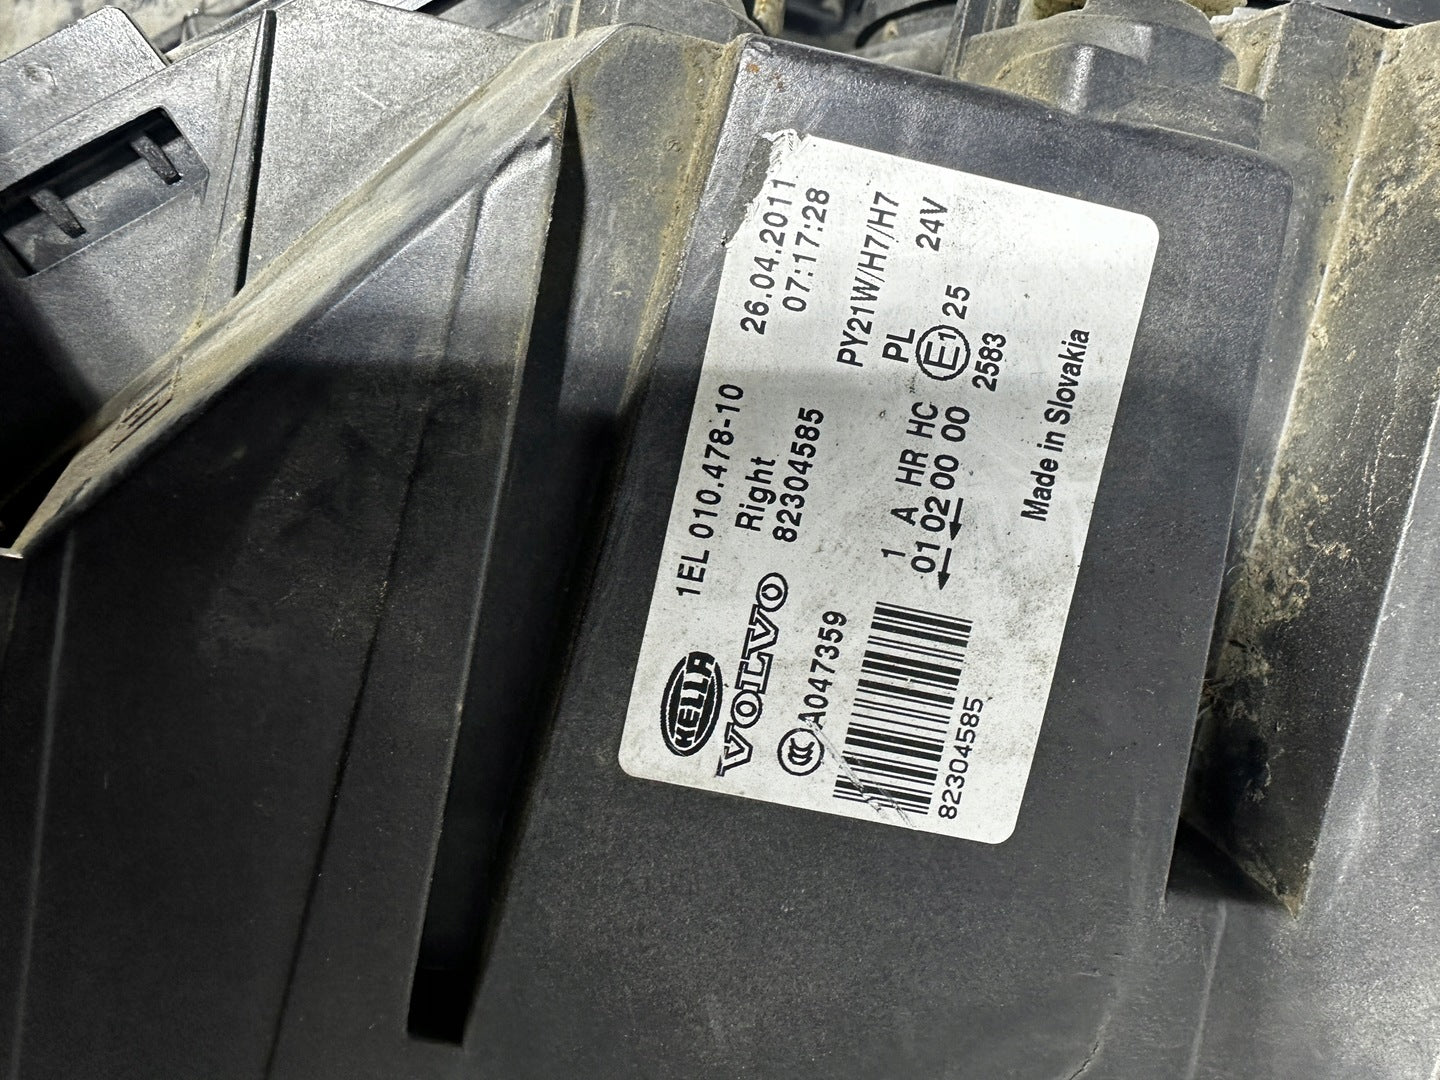 HELLA
1EL 010.478-10
26.04.2011
VOLVO
Right
07:17:28
82304585
CCC A047359
PY21W/H7/H7
1 A HR HC PL 24V
01 02 00 00 E1 25
2583
82304585
Made in Slovakia